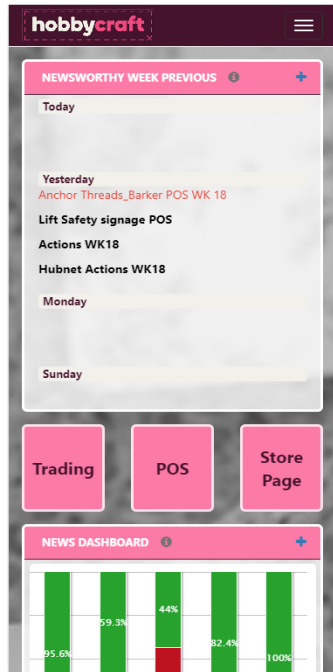 hobbycraft
NEWSWORTHY WEEK PREVIOUS
Today
Yesterday
Anchor Threads_Barker POS WK 18
Lift Safety signage POS
Actions WK18
Hubnet Actions WK18
Monday
Sunday
Trading
POS
Store
Page
NEWS DASHBOARD
44%
59.3%
82.4%
95.6%
100%